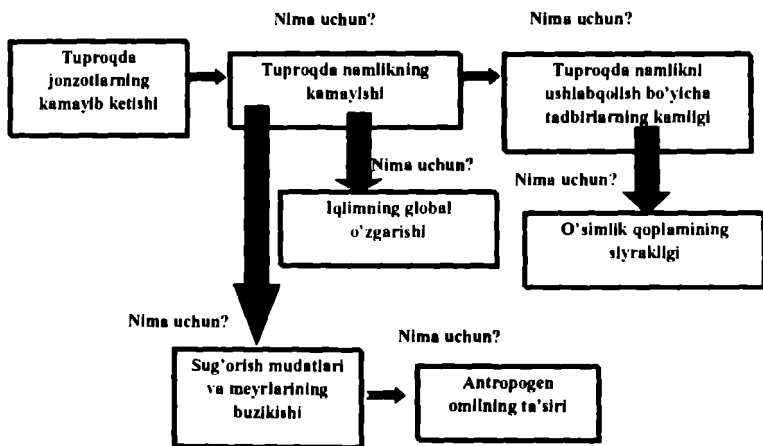 Nima uchun?
Nima uchun?
Tuproqda
jonzotlarning
kamayib ketishi
Tuproqda namlikning
kamayishi
Tuproqda namlikni
ushlabqolish bo'yicha
tadbirlarning kamligi
Nima uchun?
Nima uchun?
Iqlimning global
o'zgarishi
O'simlik qoplamining
siyrakligi
Nima uchun?
Nima uchun?
Sug'orish mudatlari
va meyrlarining
buzikishi
Antropogen
omilning ta'siri